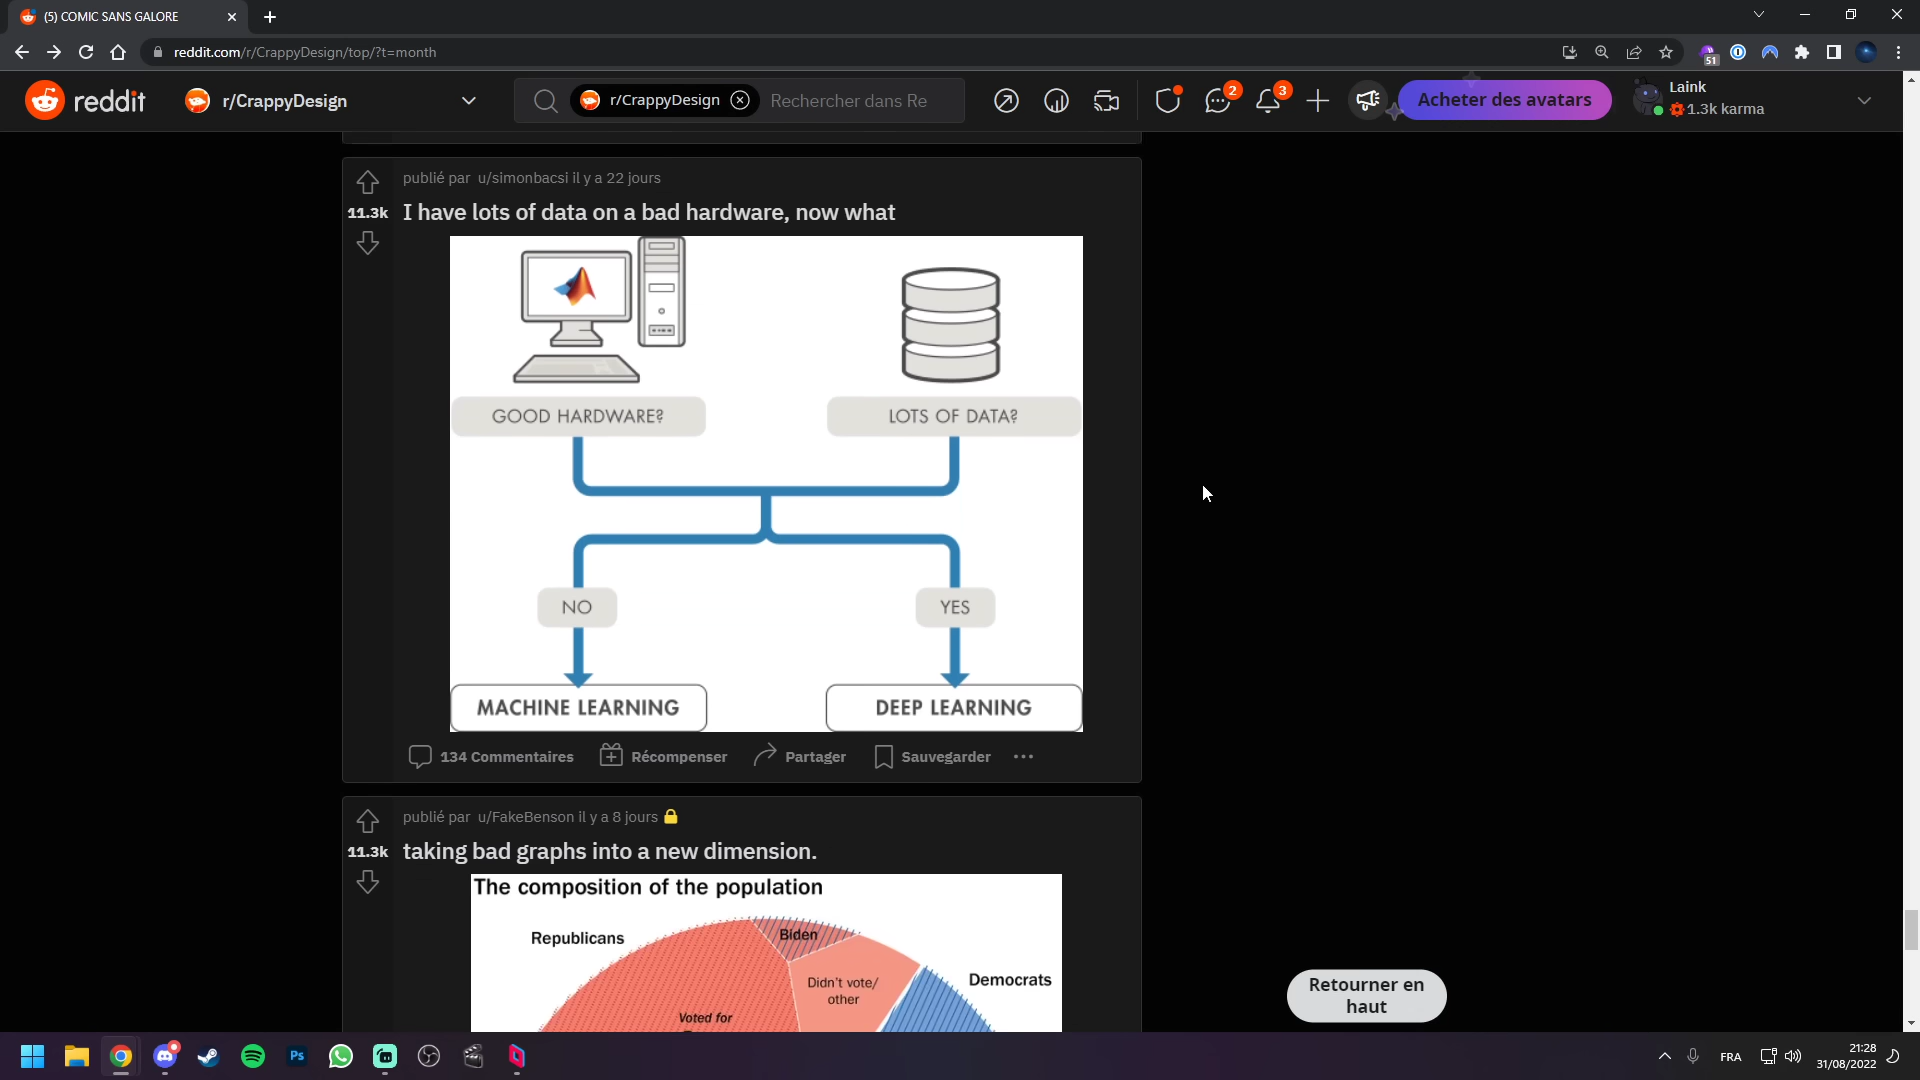 (5) COMIC SANS GALORE
reddit.com/r/CrappyDesign/top/?t=month
51
reddit
r/CrappyDesign
r/CrappyDesign
Rechercher dans Re
2
3
Acheter des avatars
Laink
1.3k karma
publié par u/simonbacsi il y a 22 jours
11.3k
I have lots of data on a bad hardware, now what
GOOD HARDWARE?
LOTS OF DATA?
NO
YES
MACHINE LEARNING
DEEP LEARNING
134 Commentaires
Récompenser
Partager
Sauvegarder
publié par u/FakeBenson il y a 8 jours
11.3k
taking bad graphs into a new dimension.
The composition of the population
Republicans
Biden
Didn't vote/
other
Democrats
Voted for
Retourner en
haut
Ps
FRA
21:28
31/08/2022